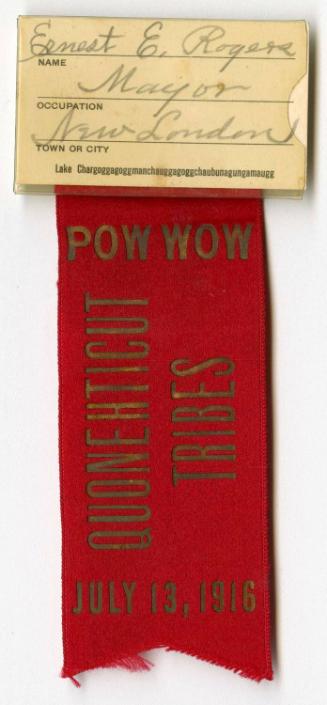 Ernest E. Rogers
NAME
Mayor
OCCUPATION
New London
TOWN OR CITY
Lake Chargoggagoggmanchauggagoggchaubunagungamaugg
POW WOW
QUONEHTICUT
TRIBES
JULY 13, 1916